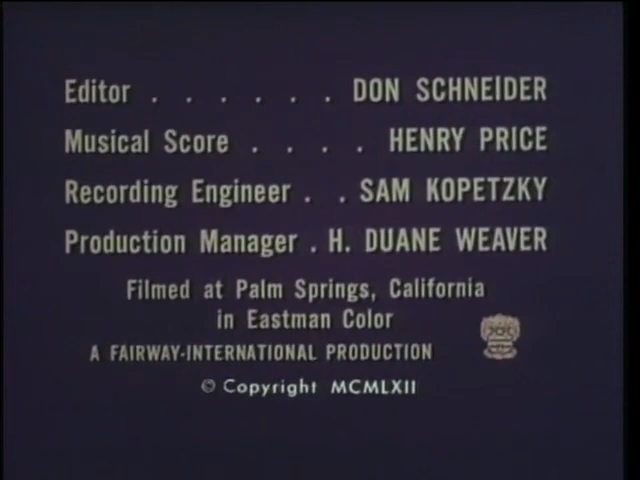 Editor . . . . . . DON SCHNEIDER
Musical Score . . . . HENRY PRICE
Recording Engineer . . SAM KOPETZKY
Production Manager . H. DUANE WEAVER
Filmed at Palm Springs, California
in Eastman Color
A FAIRWAY-INTERNATIONAL PRODUCTION
© Copyright MCMLXII